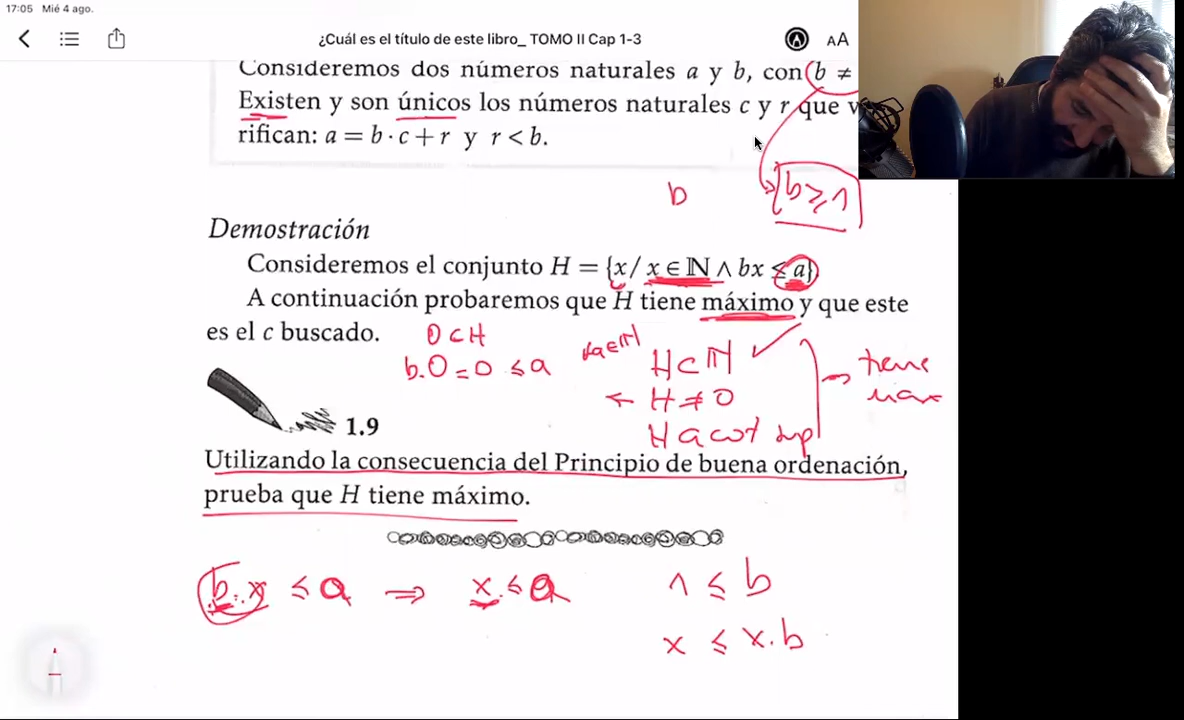 17:05 Mié 4 ago.
¿Cuál es el título de este libro_ TOMO II Cap 1-3
AA
Consideremos dos números naturales a y b, con (b ≠
Existen y son únicos los números naturales c y r que v
rifican: a = b · c + r y r < b.
b
b ≥ 1
Demostración
Consideremos el conjunto H = {x / x ∈ ℕ ∧ bx ≤ a}.
A continuación probaremos que H tiene máximo y que este
es el c buscado.
0 ⊂ H
b.0 = 0 ≤ a
∀a∈ℕ
H ⊂ ℕ ✓
← H ≠ 0
H acot sup
→ tiene
max
1.9
Utilizando la consecuencia del Principio de buena ordenación,
prueba que H tiene máximo.
b.x ≤ a ⇒ x ≤ a
1 ≤ b
x ≤ x.b